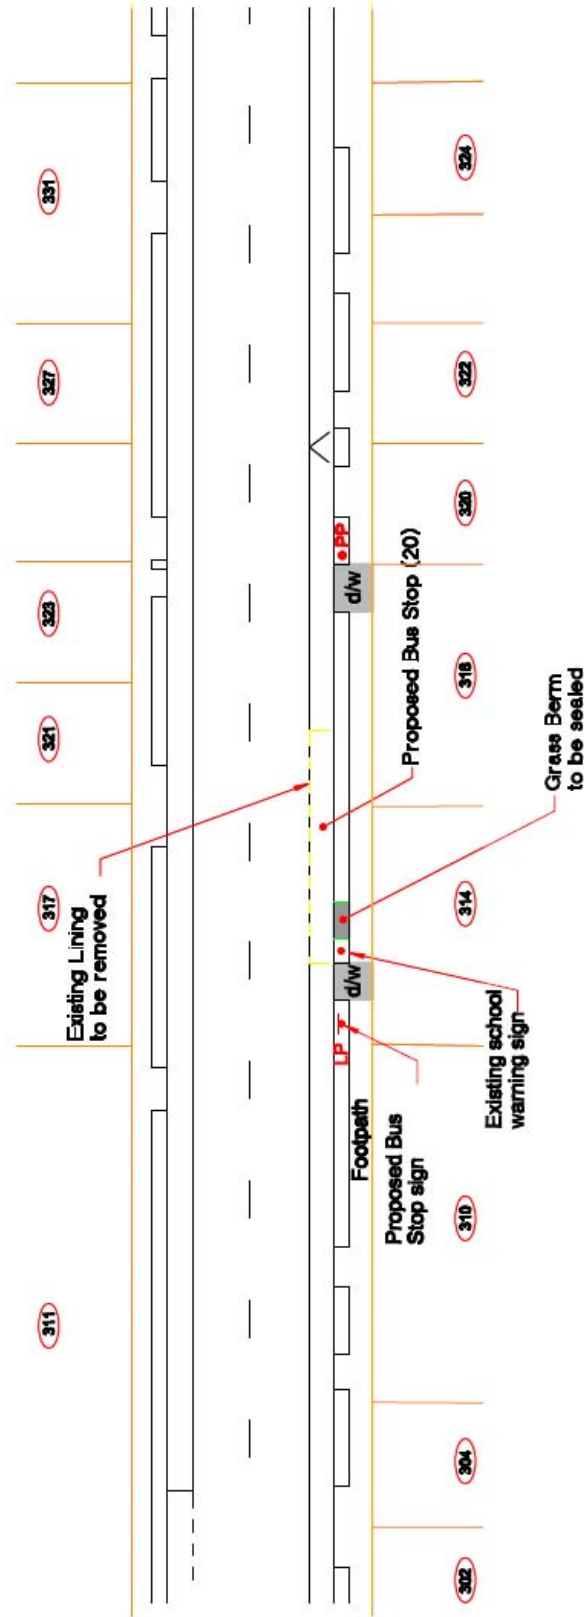 311
317
321
323
327
331
Existing Lining
to be removed
LP
d/w
d/w
PP
Footpath
Proposed Bus
Stop sign
Existing school
warning sign
Proposed Bus Stop (20)
Grass Berm
to be sealed
302
304
310
314
318
320
322
324